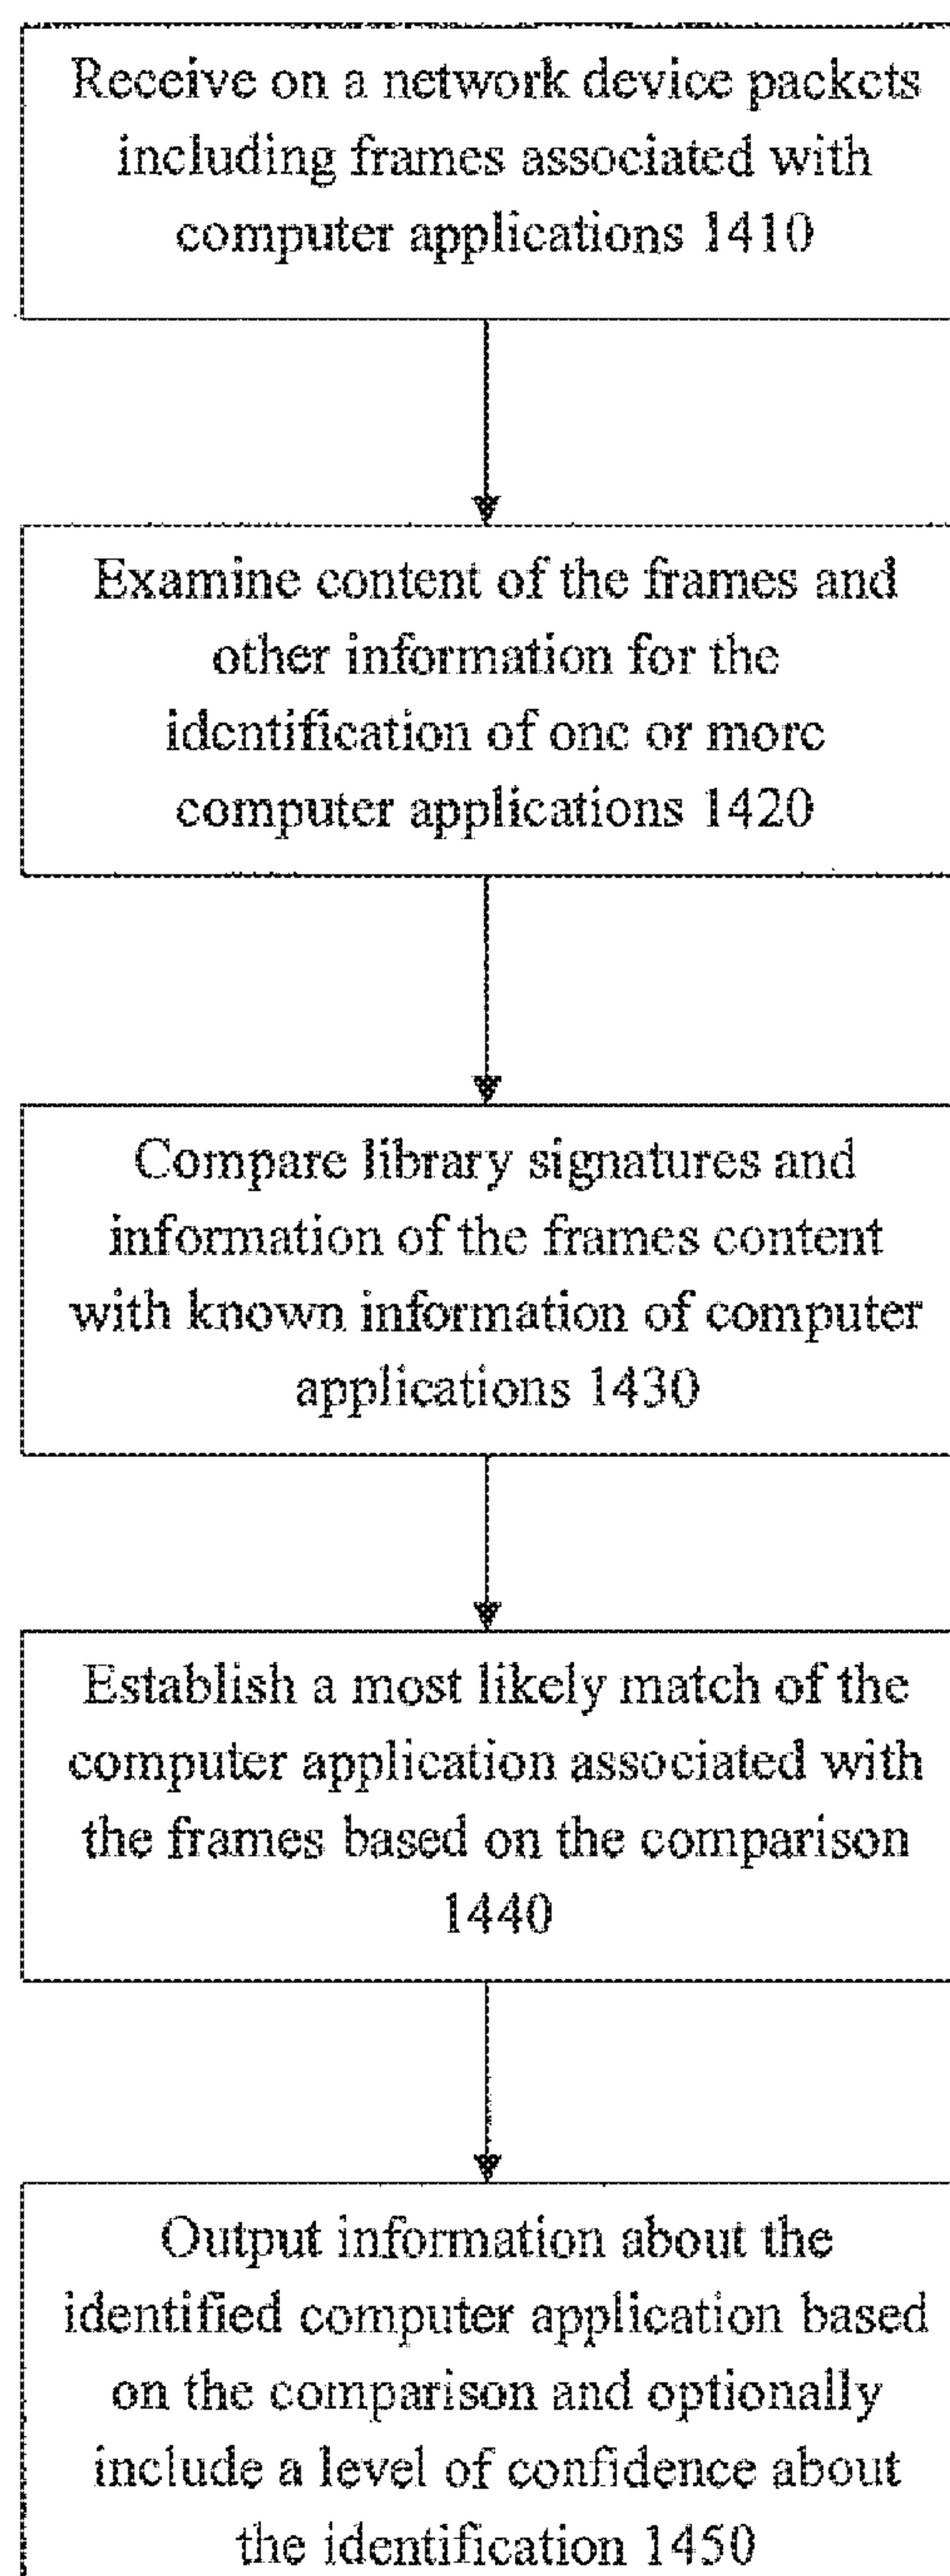 Receive on a network device packets
including frames associated with
computer applications 1410
Examine content of the frames and
other information for the
identification of one or more
computer applications 1420
Compare library signatures and
information of the frames content
with known information of computer
applications 1430
Establish a most likely match of the
computer application associated with
the frames based on the comparison
1440
Output information about the
identified computer application based
on the comparison and optionally
include a level of confidence about
the identification 1450